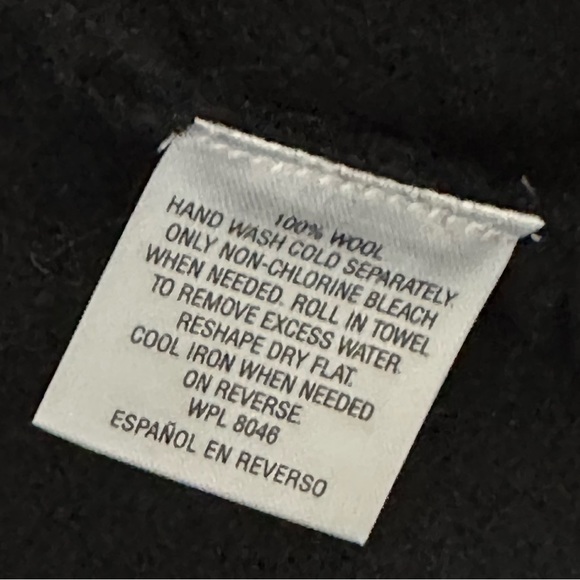 100% WOOL
HAND WASH COLD SEPARATELY.
ONLY NON-CHLORINE BLEACH
WHEN NEEDED. ROLL IN TOWEL
TO REMOVE EXCESS WATER.
RESHAPE DRY FLAT.
COOL IRON WHEN NEEDED
ON REVERSE.
WPL 8046
ESPAÑOL EN REVERSO